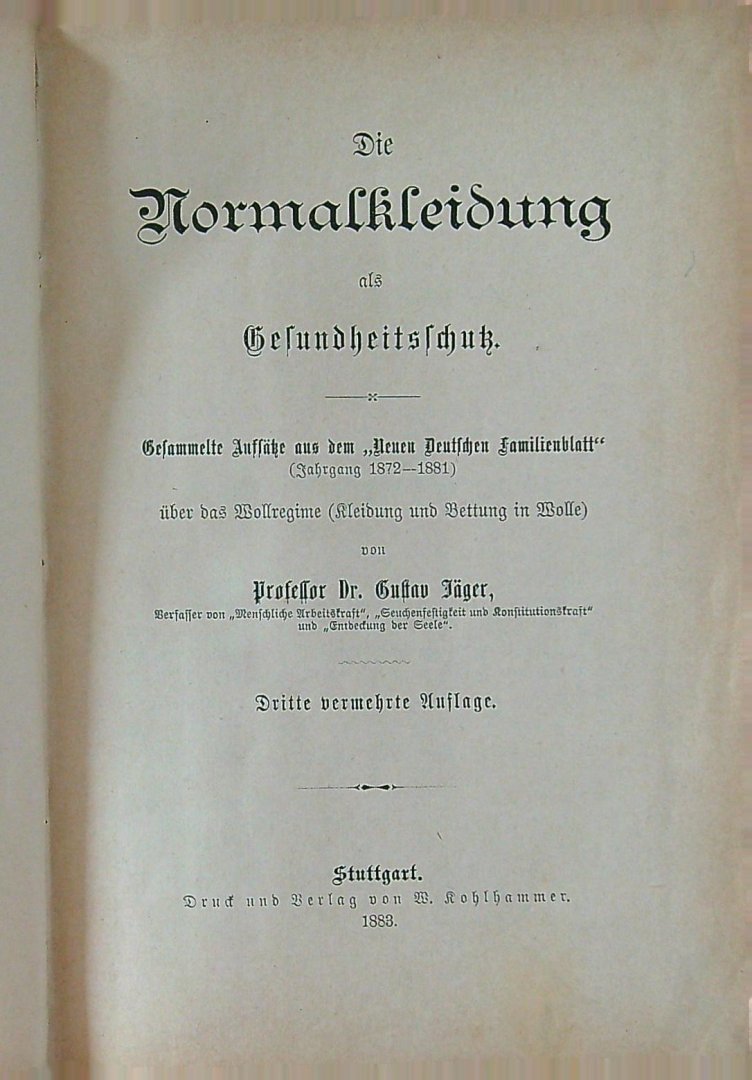 Die
Normalkleidung
als
Gesundheitsschutz.
Gesammelte Aufsätze aus dem „Neuen Deutschen Familienblatt“
(Jahrgang 1872—1881)
über das Wollregime (Kleidung und Bettung in Wolle)
von
Professor Dr. Gustav Jäger,
Verfasser von „Menschliche Arbeitskraft“, „Seuchenfestigkeit und Konstitutionskraft“
und „Entdeckung der Seele“.
Dritte vermehrte Auflage.
Stuttgart.
Druck und Verlag von W. Kohlhammer.
1883.